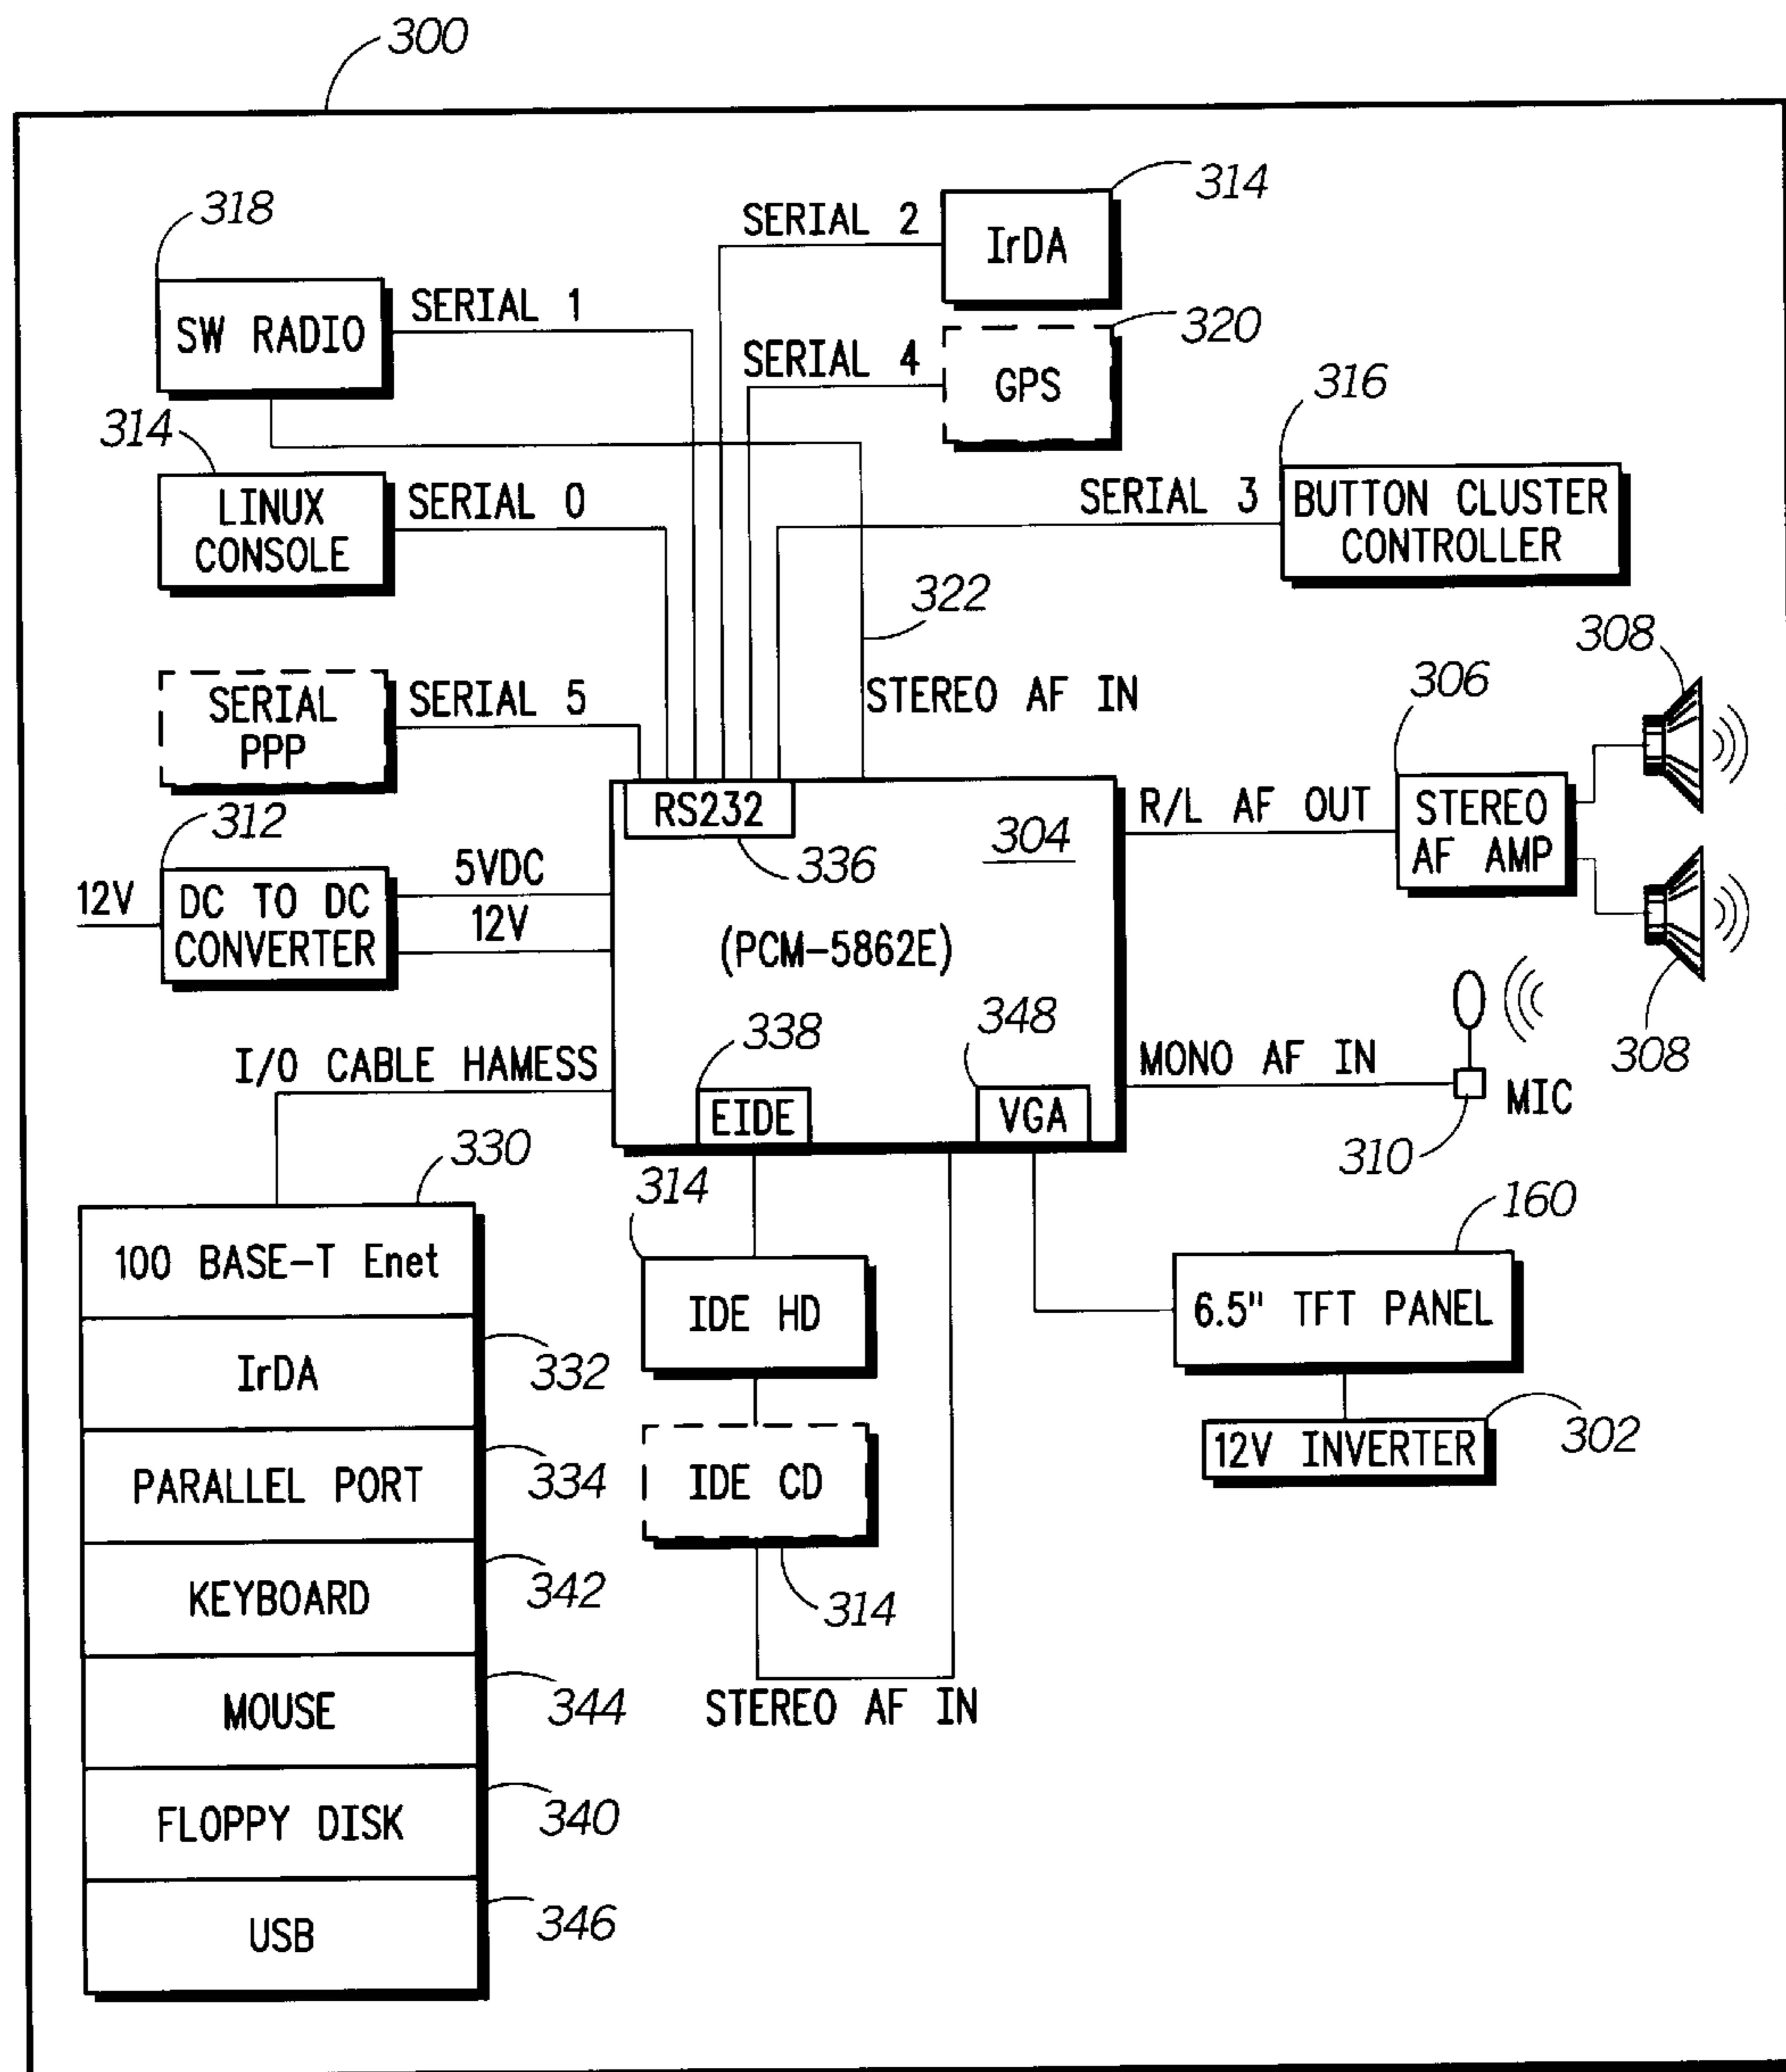 300
318
SERIAL 2
314
IrDA
SW RADIO
SERIAL 1
320
SERIAL 4
GPS
316
314
LINUX
CONSOLE
SERIAL 0
SERIAL 3
BUTTON CLUSTER
CONTROLLER
322
308
SERIAL
PPP
SERIAL 5
STEREO AF IN
306
312
RS232
336
304
R/L AF OUT
STEREO
AF AMP
12V
DC TO DC
CONVERTER
5VDC
12V
(PCM-5862E)
308
I/O CABLE HAMESS
338
EIDE
348
VGA
MONO AF IN
MIC
310
330
100 BASE-T Enet
314
IDE HD
160
6.5" TFT PANEL
IrDA
332
302
12V INVERTER
PARALLEL PORT
334
IDE CD
314
KEYBOARD
342
MOUSE
344
STEREO AF IN
FLOPPY DISK
340
USB
346